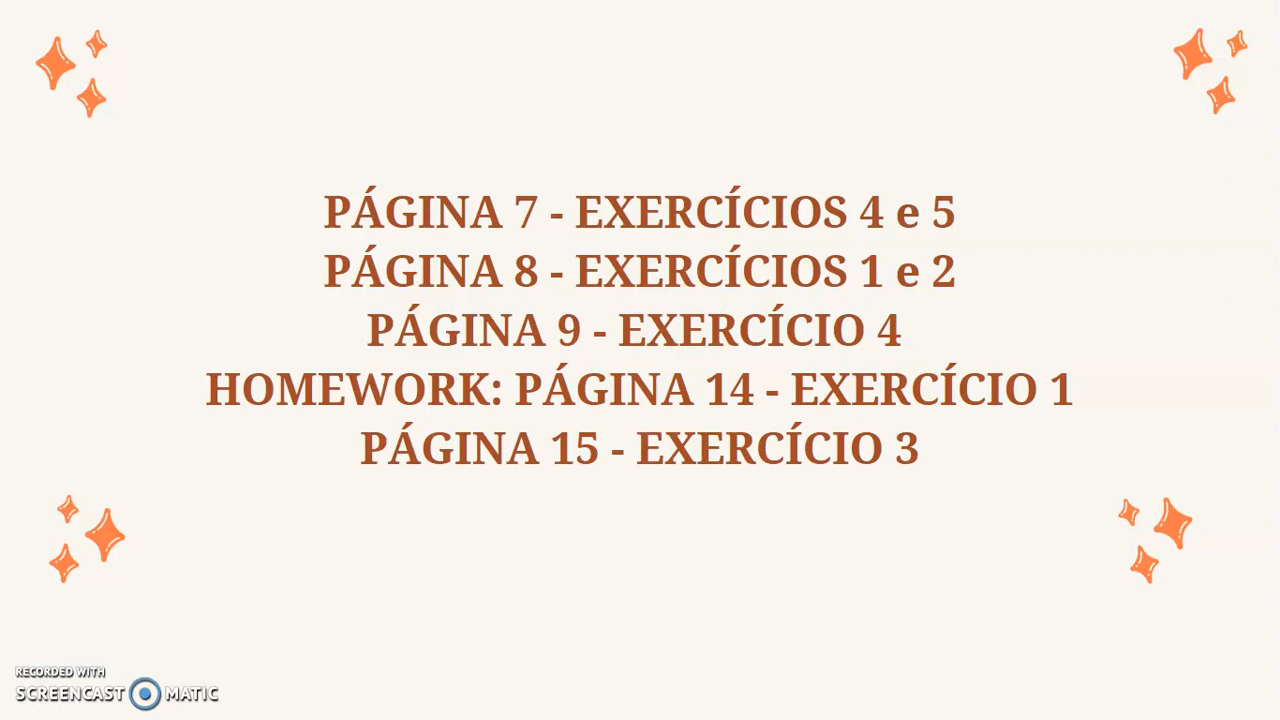 PÁGINA 7 - EXERCÍCIOS 4 e 5
PÁGINA 8 - EXERCÍCIOS 1 e 2
PÁGINA 9 - EXERCÍCIO 4
HOMEWORK: PÁGINA 14 - EXERCÍCIO 1
PÁGINA 15 - EXERCÍCIO 3
RECORDED WITH
SCREENCAST MATIC